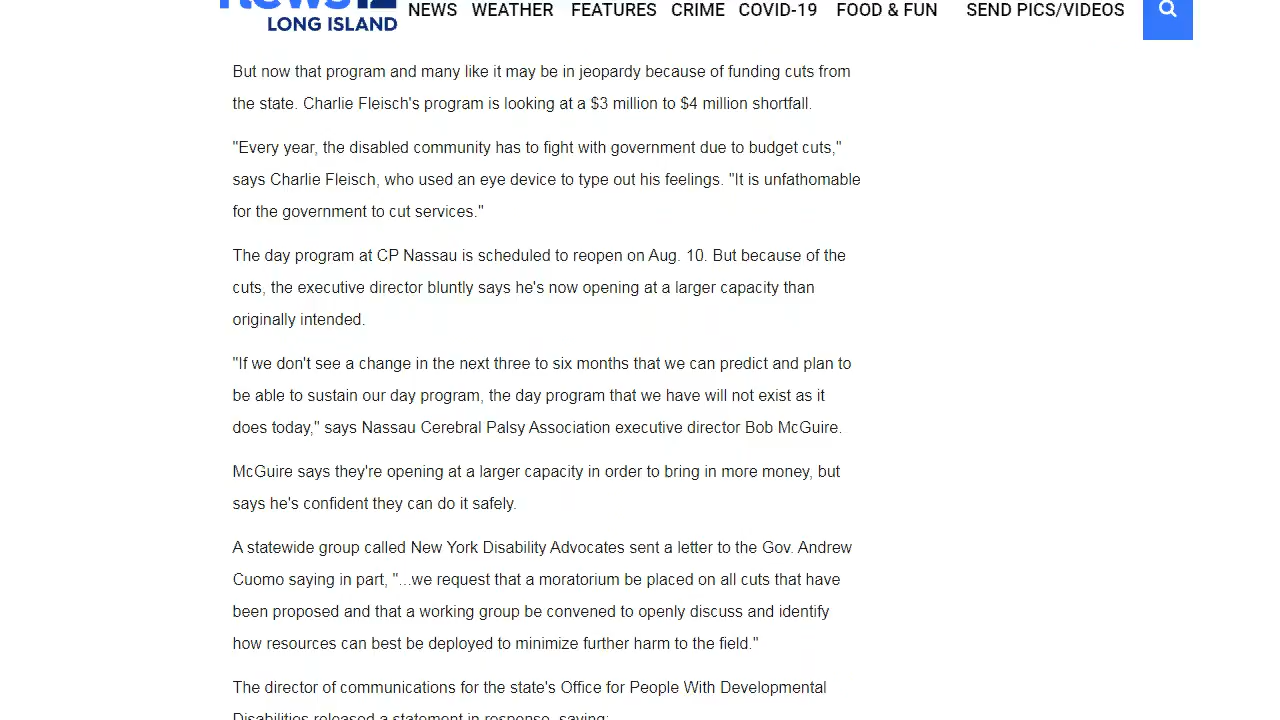 news12
LONG ISLAND
NEWS WEATHER FEATURES CRIME COVID-19 FOOD & FUN SEND PICS/VIDEOS
But now that program and many like it may be in jeopardy because of funding cuts from
the state. Charlie Fleisch's program is looking at a $3 million to $4 million shortfall.
"Every year, the disabled community has to fight with government due to budget cuts,"
says Charlie Fleisch, who used an eye device to type out his feelings. "It is unfathomable
for the government to cut services."
The day program at CP Nassau is scheduled to reopen on Aug. 10. But because of the
cuts, the executive director bluntly says he's now opening at a larger capacity than
originally intended.
"If we don't see a change in the next three to six months that we can predict and plan to
be able to sustain our day program, the day program that we have will not exist as it
does today," says Nassau Cerebral Palsy Association executive director Bob McGuire.
McGuire says they're opening at a larger capacity in order to bring in more money, but
says he's confident they can do it safely.
A statewide group called New York Disability Advocates sent a letter to the Gov. Andrew
Cuomo saying in part, "...we request that a moratorium be placed on all cuts that have
been proposed and that a working group be convened to openly discuss and identify
how resources can best be deployed to minimize further harm to the field."
The director of communications for the state's Office for People With Developmental
Disabilities released a statement in response, saying: